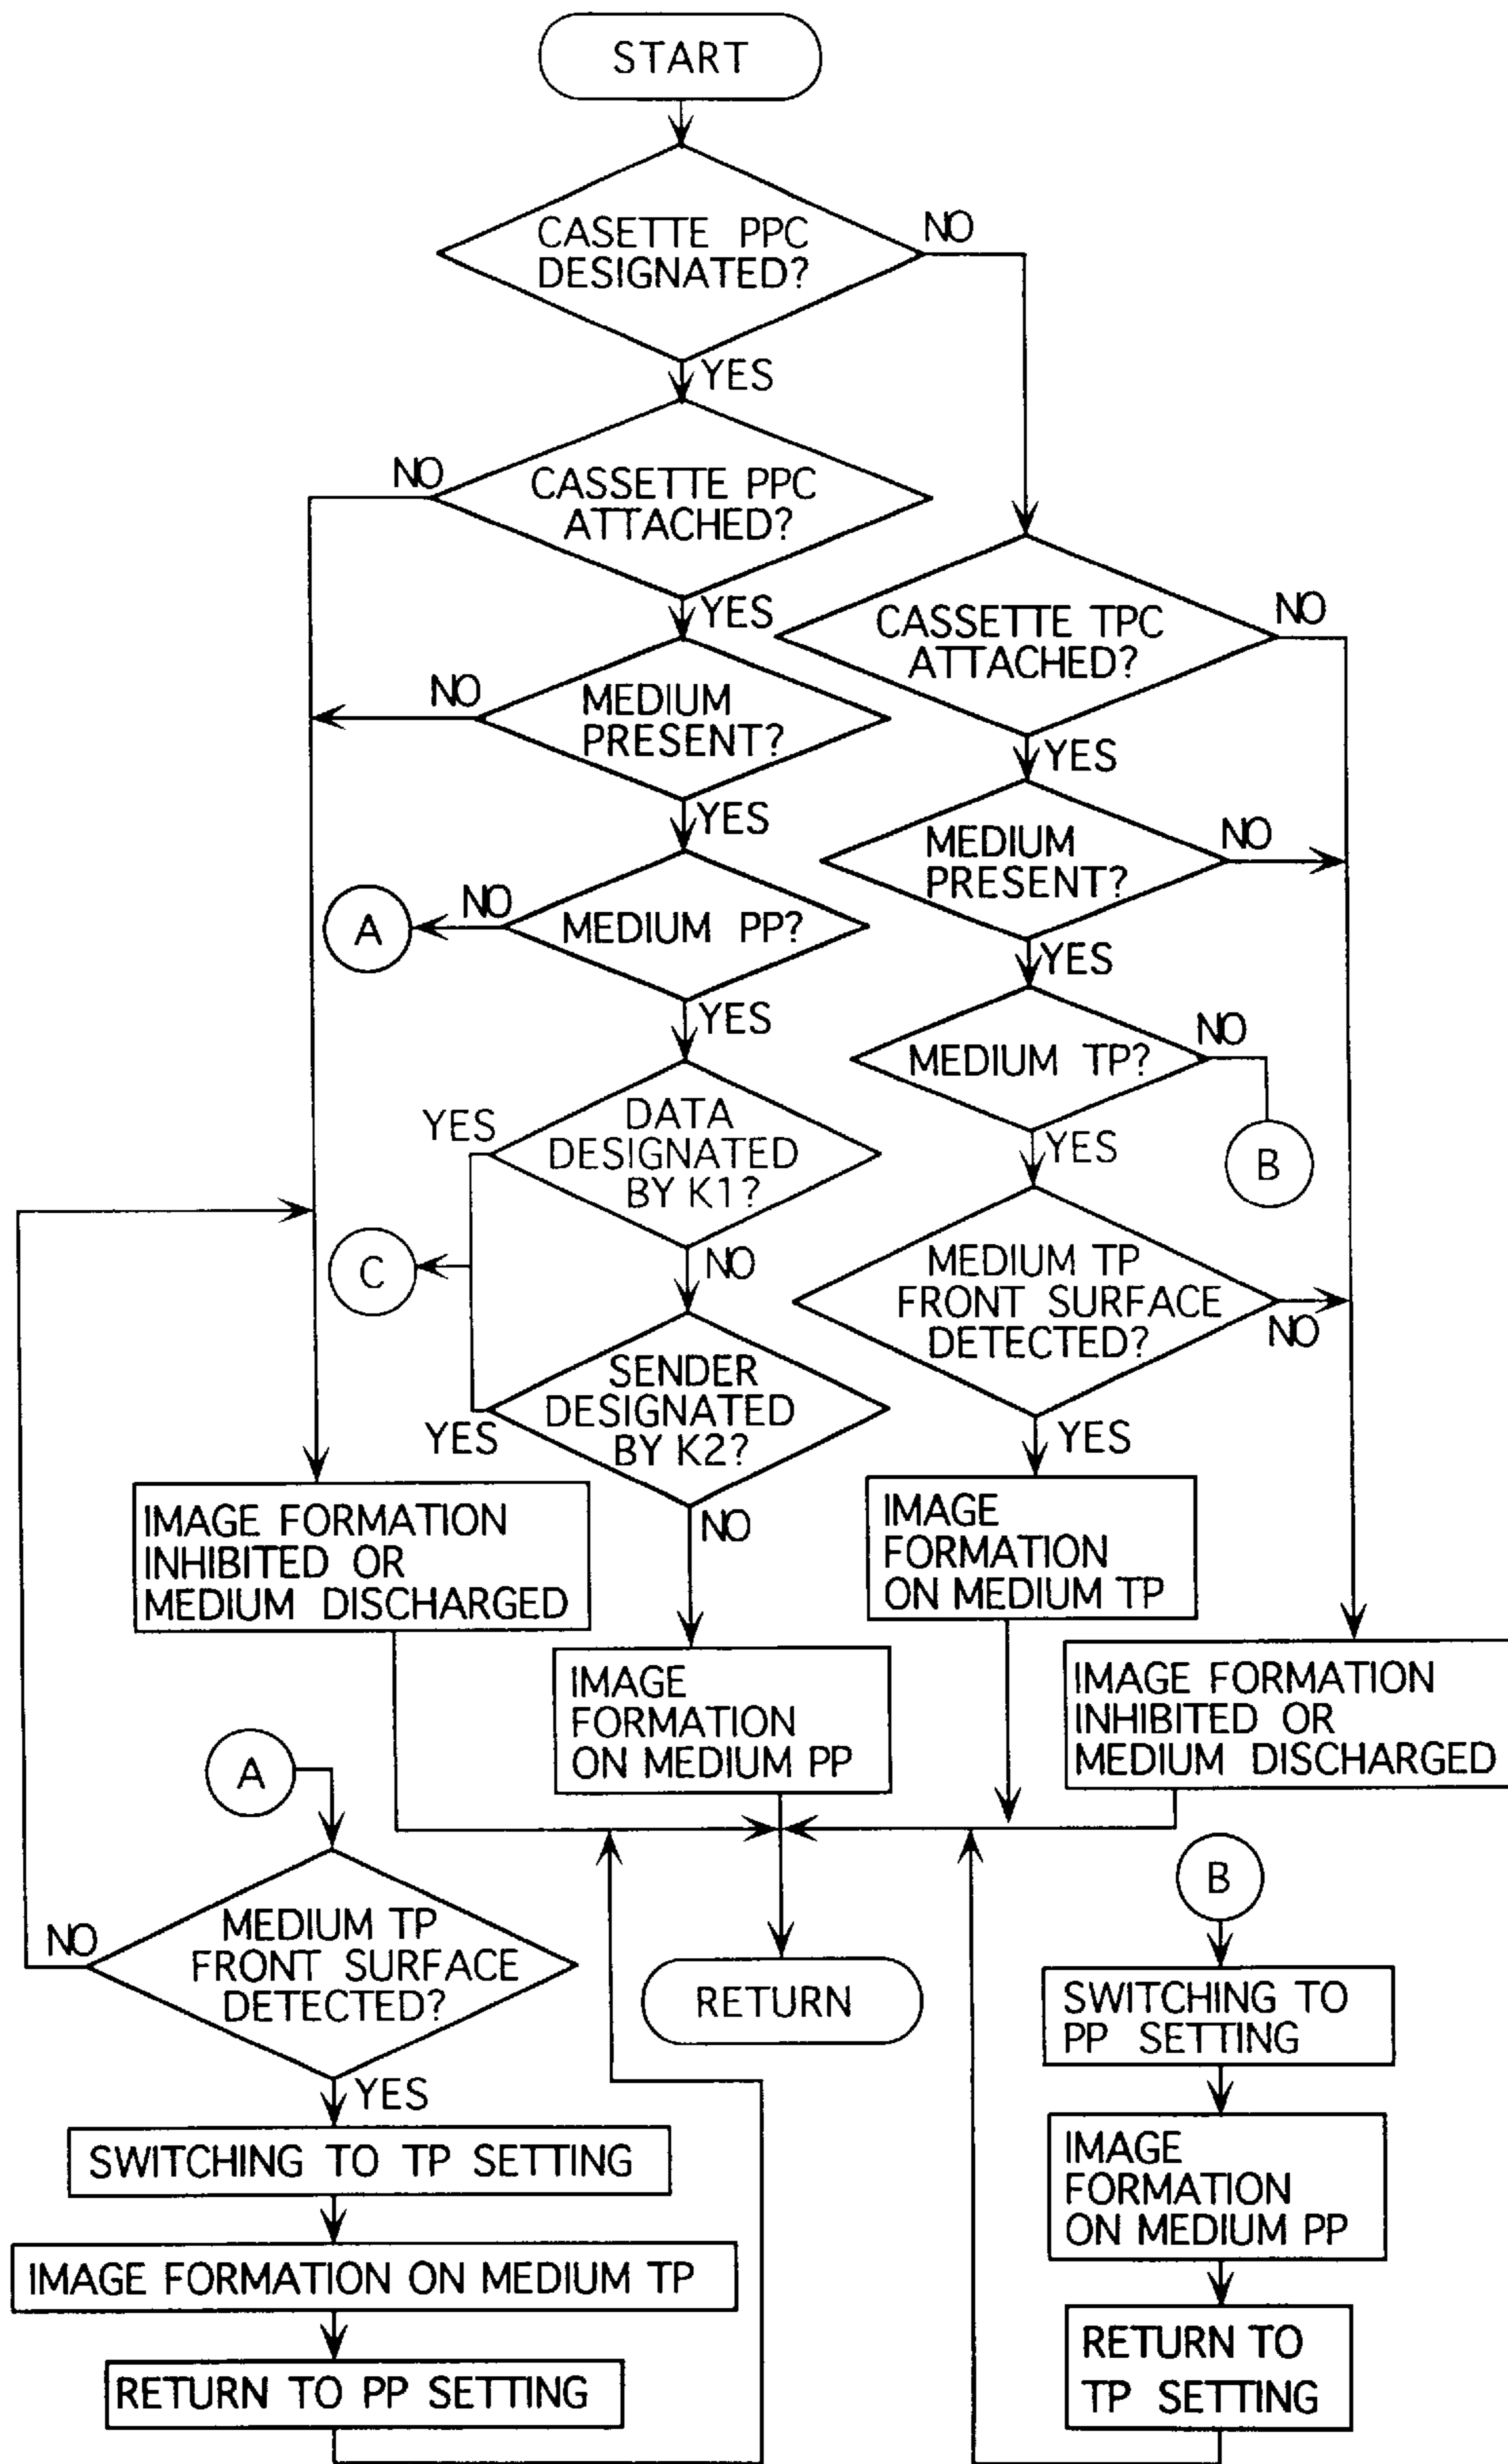 START
CASETTE PPC
DESIGNATED?
NO
YES
NO
CASSETTE PPC
ATTACHED?
YES
CASSETTE TPC
ATTACHED?
NO
NO
MEDIUM
PRESENT?
YES
YES
MEDIUM
PRESENT?
NO
A
NO
MEDIUM PP?
YES
YES
MEDIUM TP?
NO
YES
DATA
DESIGNATED
BY K1?
YES
B
C
NO
MEDIUM TP
FRONT SURFACE
DETECTED?
NO
SENDER
DESIGNATED
BY K2?
YES
YES
NO
IMAGE FORMATION
INHIBITED OR
MEDIUM DISCHARGED
IMAGE
FORMATION
ON MEDIUM TP
IMAGE
FORMATION
ON MEDIUM PP
IMAGE FORMATION
INHIBITED OR
MEDIUM DISCHARGED
A
B
NO
MEDIUM TP
FRONT SURFACE
DETECTED?
RETURN
SWITCHING TO
PP SETTING
YES
SWITCHING TO TP SETTING
IMAGE
FORMATION
ON MEDIUM PP
IMAGE FORMATION ON MEDIUM TP
RETURN TO
TP SETTING
RETURN TO PP SETTING